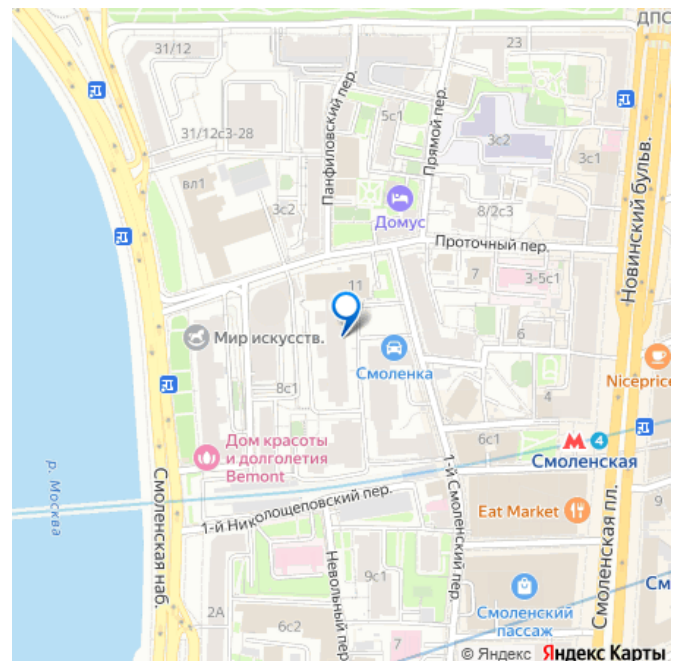 ДПС
31/12
23
Панфиловский пер.
Прямой пер.
5с1
31/12с3-28
3с2
3с1
вл1
3с2
Домус
8/2с3
Новинский бульв.
Проточный пер.
7
3-5с1
11
Мир искусств.
Смоленка
6
Niceprice
8с1
4
Дом красоты
и долголетия
Bemont
6с1
4
Смоленская
р. Москва
Смоленская наб.
1-й Николощеповский пер.
1-й Смоленский пер.
Eat Market
9
Смоленская пл.
Невольный пер.
9с1
См
2А
6с2
7
Смоленский
пассаж
© Яндекс Яндекс Карты